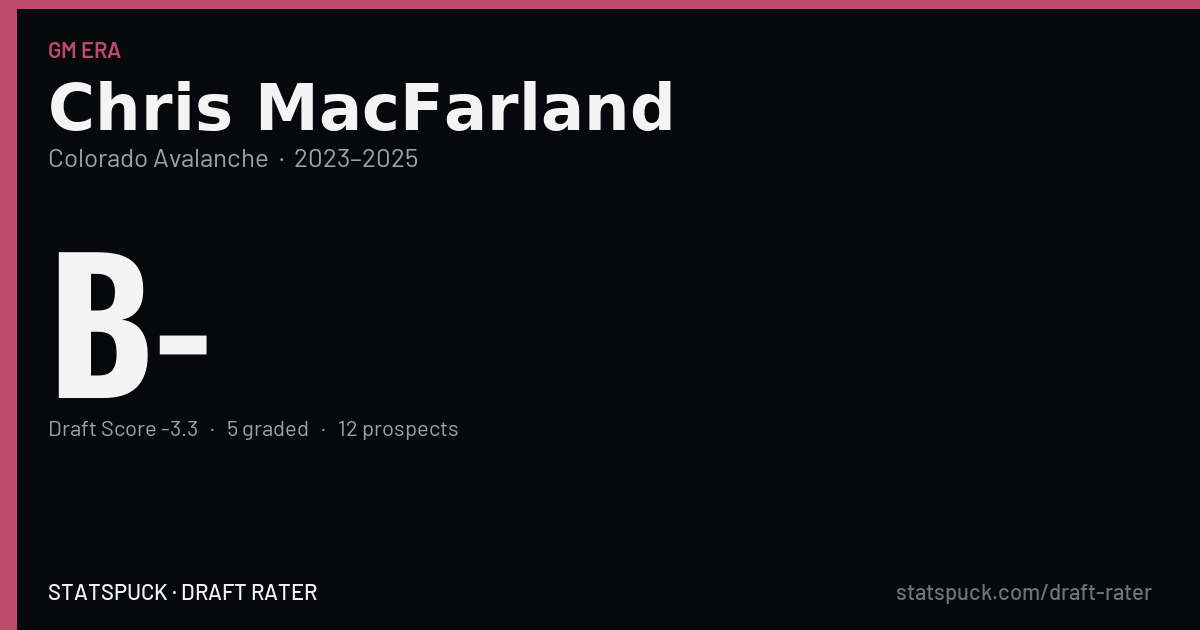 GM ERA
Chris MacFarland
Colorado Avalanche · 2023–2025
B-
Draft Score -3.3 · 5 graded · 12 prospects
STATSPUCK · DRAFT RATER
statspuck.com/draft-rater